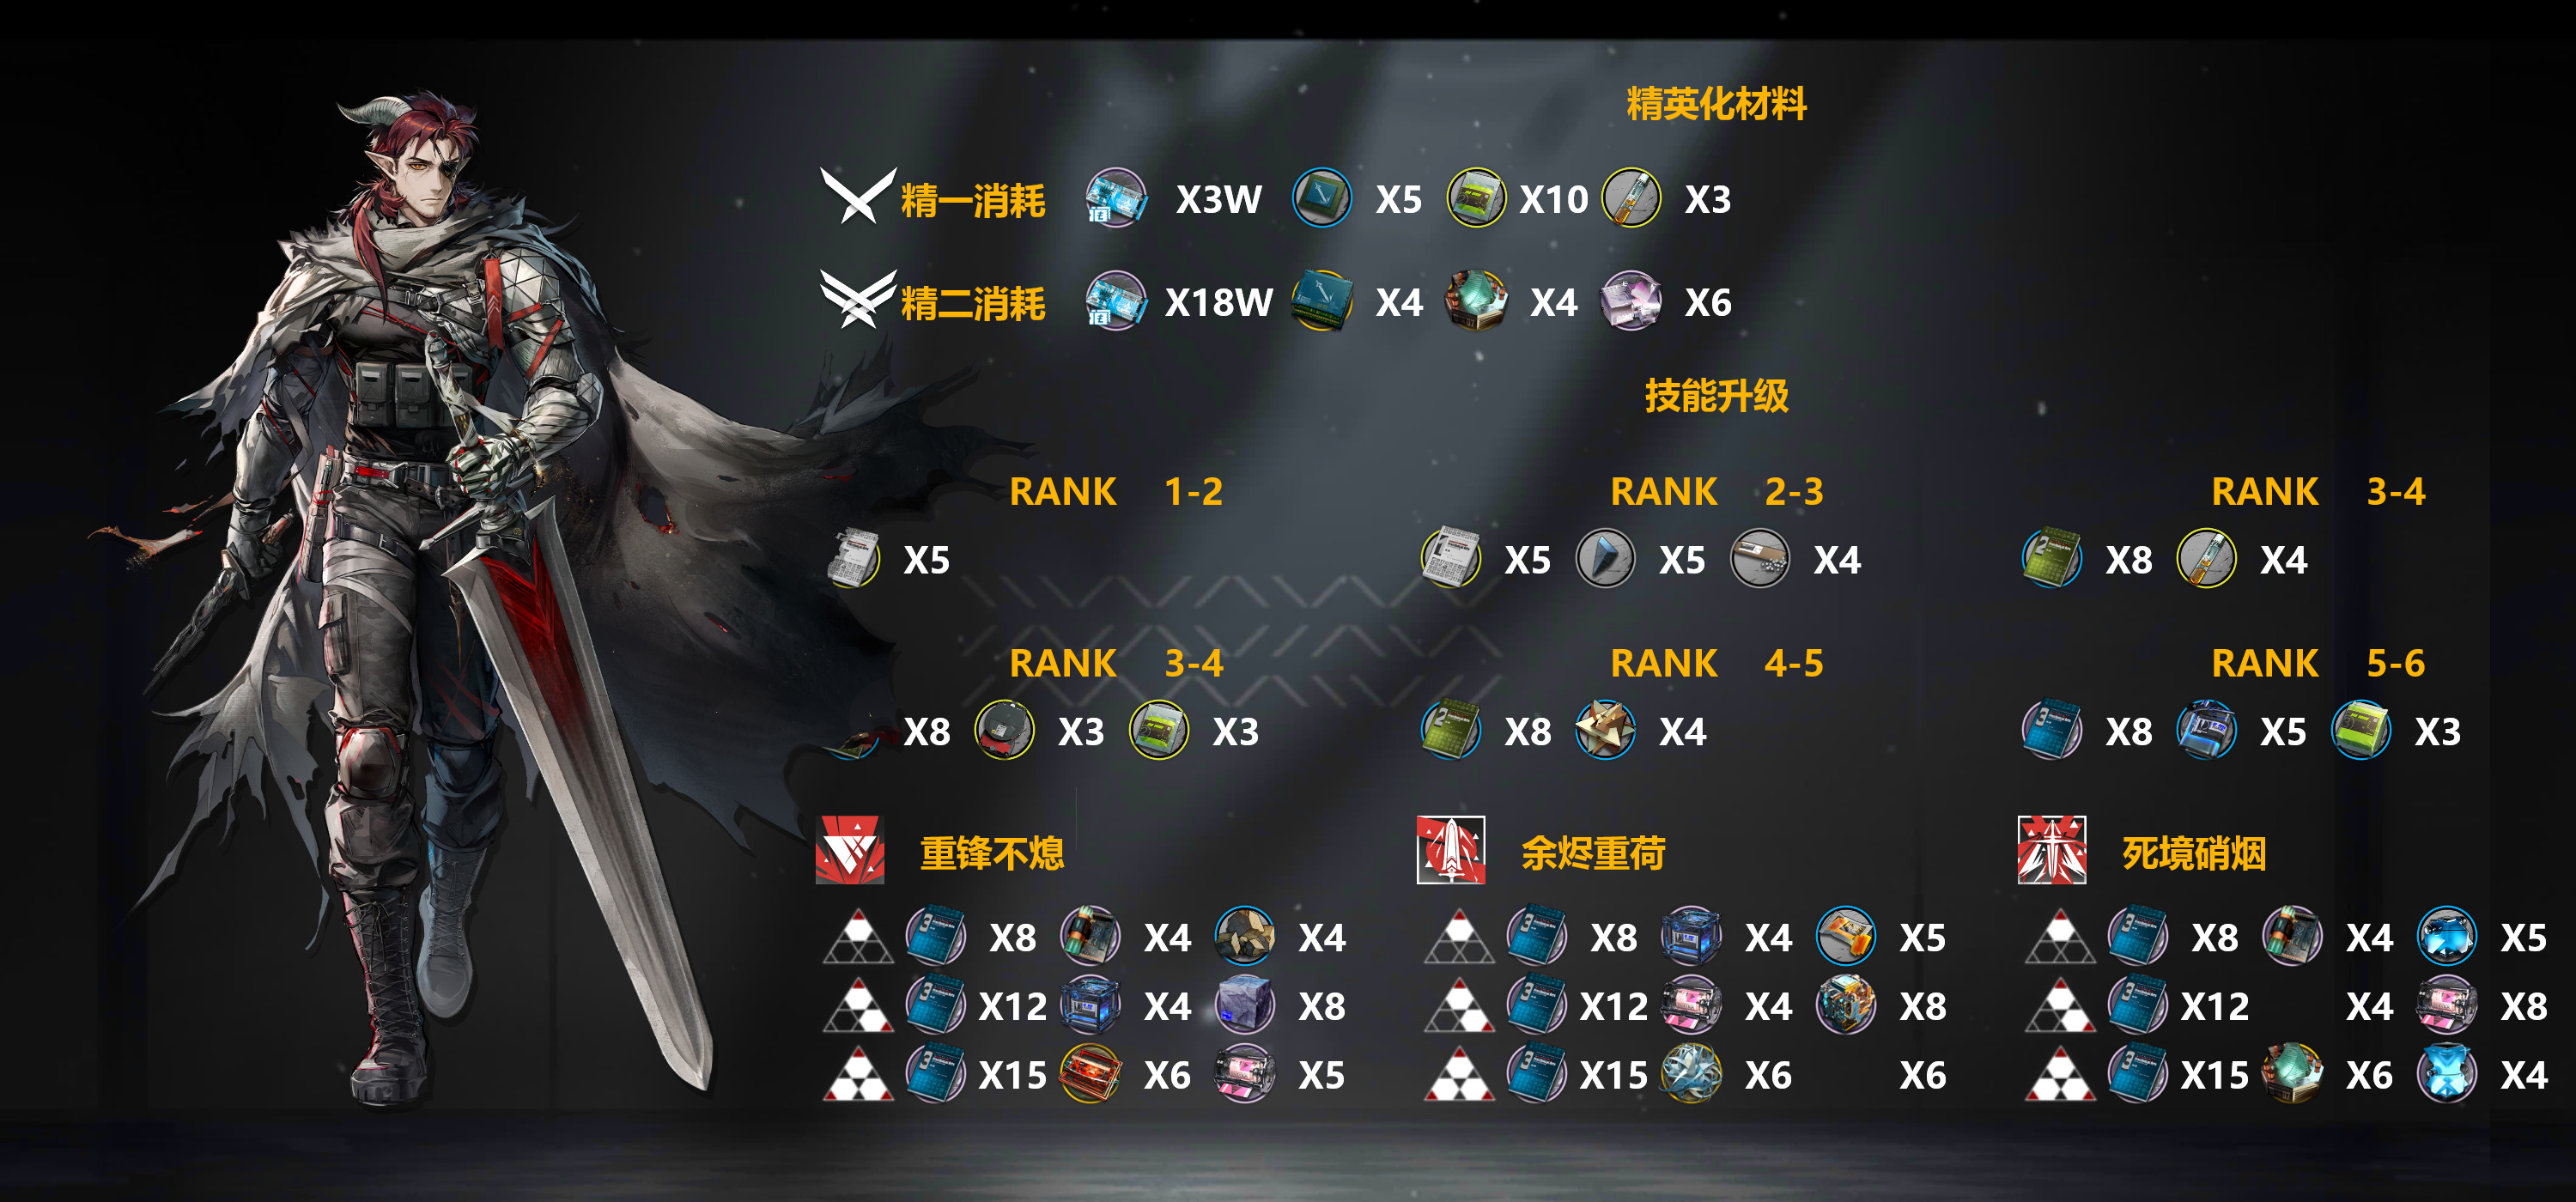 精英化材料
精一消耗 X3W X5 X10 X3
精二消耗 X18W X4 X4 X6
技能升级
RANK 1-2 RANK 2-3 RANK 3-4
X5 X5 X5 X4 X8 X4
RANK 3-4 RANK 4-5 RANK 5-6
X8 X3 X3 X8 X4 X8 X5 X3
重锋不熄 余烬重荷 死境硝烟
X8 X4 X4 X8 X4 X5 X8 X4 X5
X12 X4 X8 X12 X4 X8 X12 X4 X8
X15 X6 X5 X15 X6 X6 X15 X6 X4